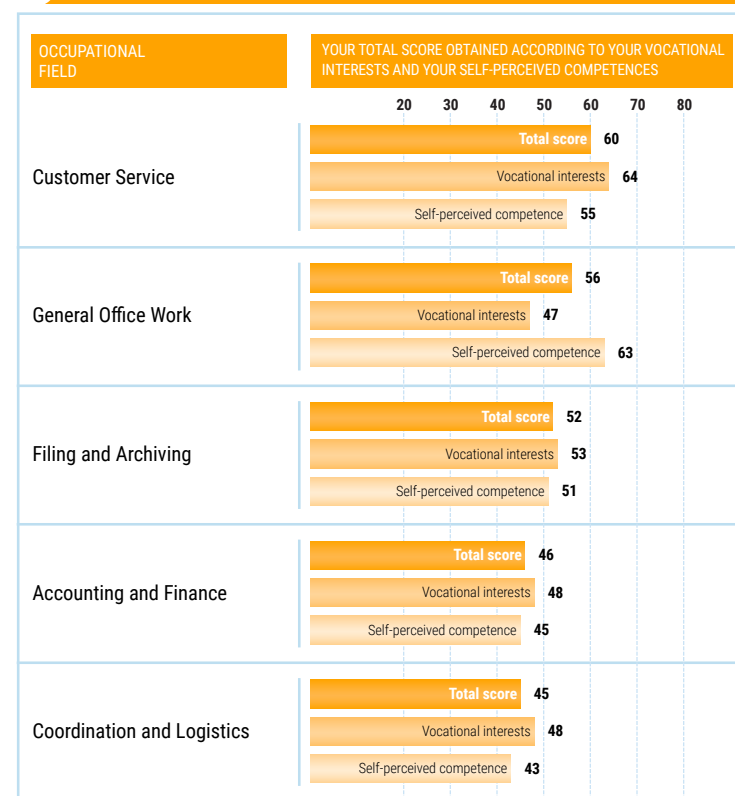 OCCUPATIONAL
FIELD
YOUR TOTAL SCORE OBTAINED ACCORDING TO YOUR VOCATIONAL
INTERESTS AND YOUR SELF-PERCEIVED COMPETENCES
20 30 40 50 60 70 80
Customer Service
Total score 60
Vocational interests 64
Self-perceived competence 55
General Office Work
Total score 56
Vocational interests 47
Self-perceived competence 63
Filing and Archiving
Total score 52
Vocational interests 53
Self-perceived competence 51
Accounting and Finance
Total score 46
Vocational interests 48
Self-perceived competence 45
Coordination and Logistics
Total score 45
Vocational interests 48
Self-perceived competence 43